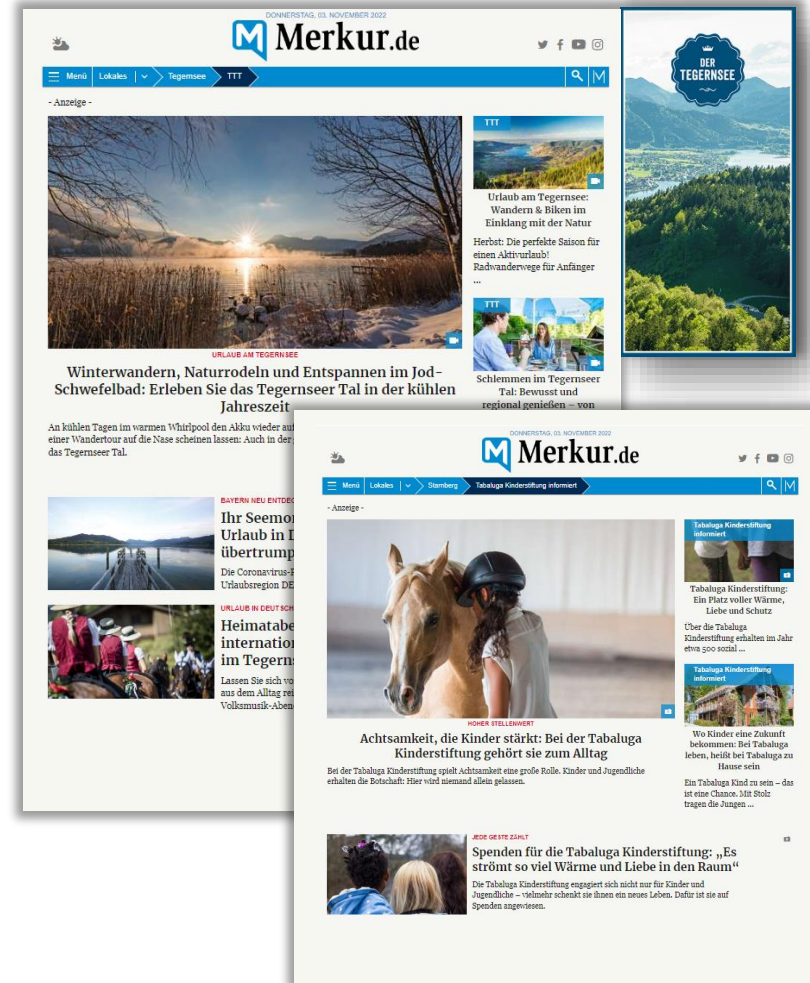 DONNERSTAG, 03. NOVEMBER 2022
Merkur.de
Menü
Lokales
Tegernsee
TTT
- Anzeige -
URLAUB AM TEGERNSEE
Winterwandern, Naturrodeln und Entspannen im Jod-
Schwefelbad: Erleben Sie das Tegernseer Tal in der kühlen
Jahreszeit
An kühlen Tagen im warmen Whirlpool den Akku wieder
einer Wandertour auf die Nase scheinen lassen: Auch in der
das Tegernseer Tal.
TTT
Urlaub am Tegernsee:
Wandern & Biken im
Einklang mit der Natur
Herbst: Die perfekte Saison für
einen Aktivurlaub!
Radwanderwege für Anfänger
...
TTT
Schlemmen im Tegernseer
Tal: Bewusst und
regional genießen – von
BAYERN NEU ENTDEC
Ihr Seemor
Urlaub in D
übertrump
Die Coronavirus-P
Urlaubsregion DE
URLAUB IN DEUTSCH
Heimatabe
internation
im Tegerns
Lassen Sie sich vo
aus dem Alltag rei
Volksmusik-Aben
DER
TEGERNSEE
DONNERSTAG, 03. NOVEMBER 2022
Merkur.de
Menü
Lokales
Starnberg
Tabaluga Kinderstiftung informiert
- Anzeige -
HOHER STELLENWERT
Achtsamkeit, die Kinder stärkt: Bei der Tabaluga
Kinderstiftung gehört sie zum Alltag
Bei der Tabaluga Kinderstiftung spielt Achtsamkeit eine große Rolle. Kinder und Jugendliche
erhalten die Botschaft: Hier wird niemand allein gelassen.
Tabaluga Kinderstiftung
informiert
Tabaluga Kinderstiftung:
Ein Platz voller Wärme,
Liebe und Schutz
Über die Tabaluga
Kinderstiftung erhalten im Jahr
etwa 500 sozial ...
Tabaluga Kinderstiftung
informiert
Wo Kinder eine Zukunft
bekommen: Bei Tabaluga
leben, heißt bei Tabaluga zu
Hause sein
Ein Tabaluga Kind zu sein – das
ist eine Chance. Mit Stolz
tragen die Jungen ...
JEDE GESTE ZÄHLT
Spenden für die Tabaluga Kinderstiftung: „Es
strömt so viel Wärme und Liebe in den Raum“
Die Tabaluga Kinderstiftung engagiert sich nicht nur für Kinder und
Jugendliche – vielmehr schenkt sie ihnen ein neues Leben. Dafür ist sie auf
Spenden angewiesen.